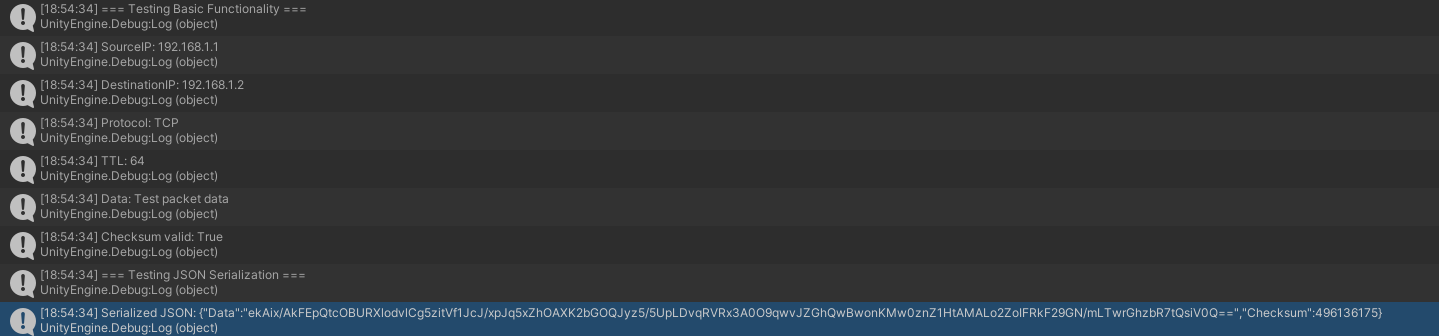 [18:54:34] === Testing Basic Functionality ===
UnityEngine.Debug:Log (object)
[18:54:34] SourceIP: 192.168.1.1
UnityEngine.Debug:Log (object)
[18:54:34] DestinationIP: 192.168.1.2
UnityEngine.Debug:Log (object)
[18:54:34] Protocol: TCP
UnityEngine.Debug:Log (object)
[18:54:34] TTL: 64
UnityEngine.Debug:Log (object)
[18:54:34] Data: Test packet data
UnityEngine.Debug:Log (object)
[18:54:34] Checksum valid: True
UnityEngine.Debug:Log (object)
[18:54:34] === Testing JSON Serialization ===
UnityEngine.Debug:Log (object)
[18:54:34] Serialized JSON: {"Data":"ekAix/AkFEpQtcOBURXIodvlCg5zitVf1JcJ/xpJq5xZhOAXK2bGOQJyz5/5UpLDvqRVRx3A0O9qwvJZGhQwBwonKMw0znZ1HtAMALo2ZoIFRkF29GN/mLTwrGhzbR7tQsiV0Q==","Checksum":496136175}
UnityEngine.Debug:Log (object)